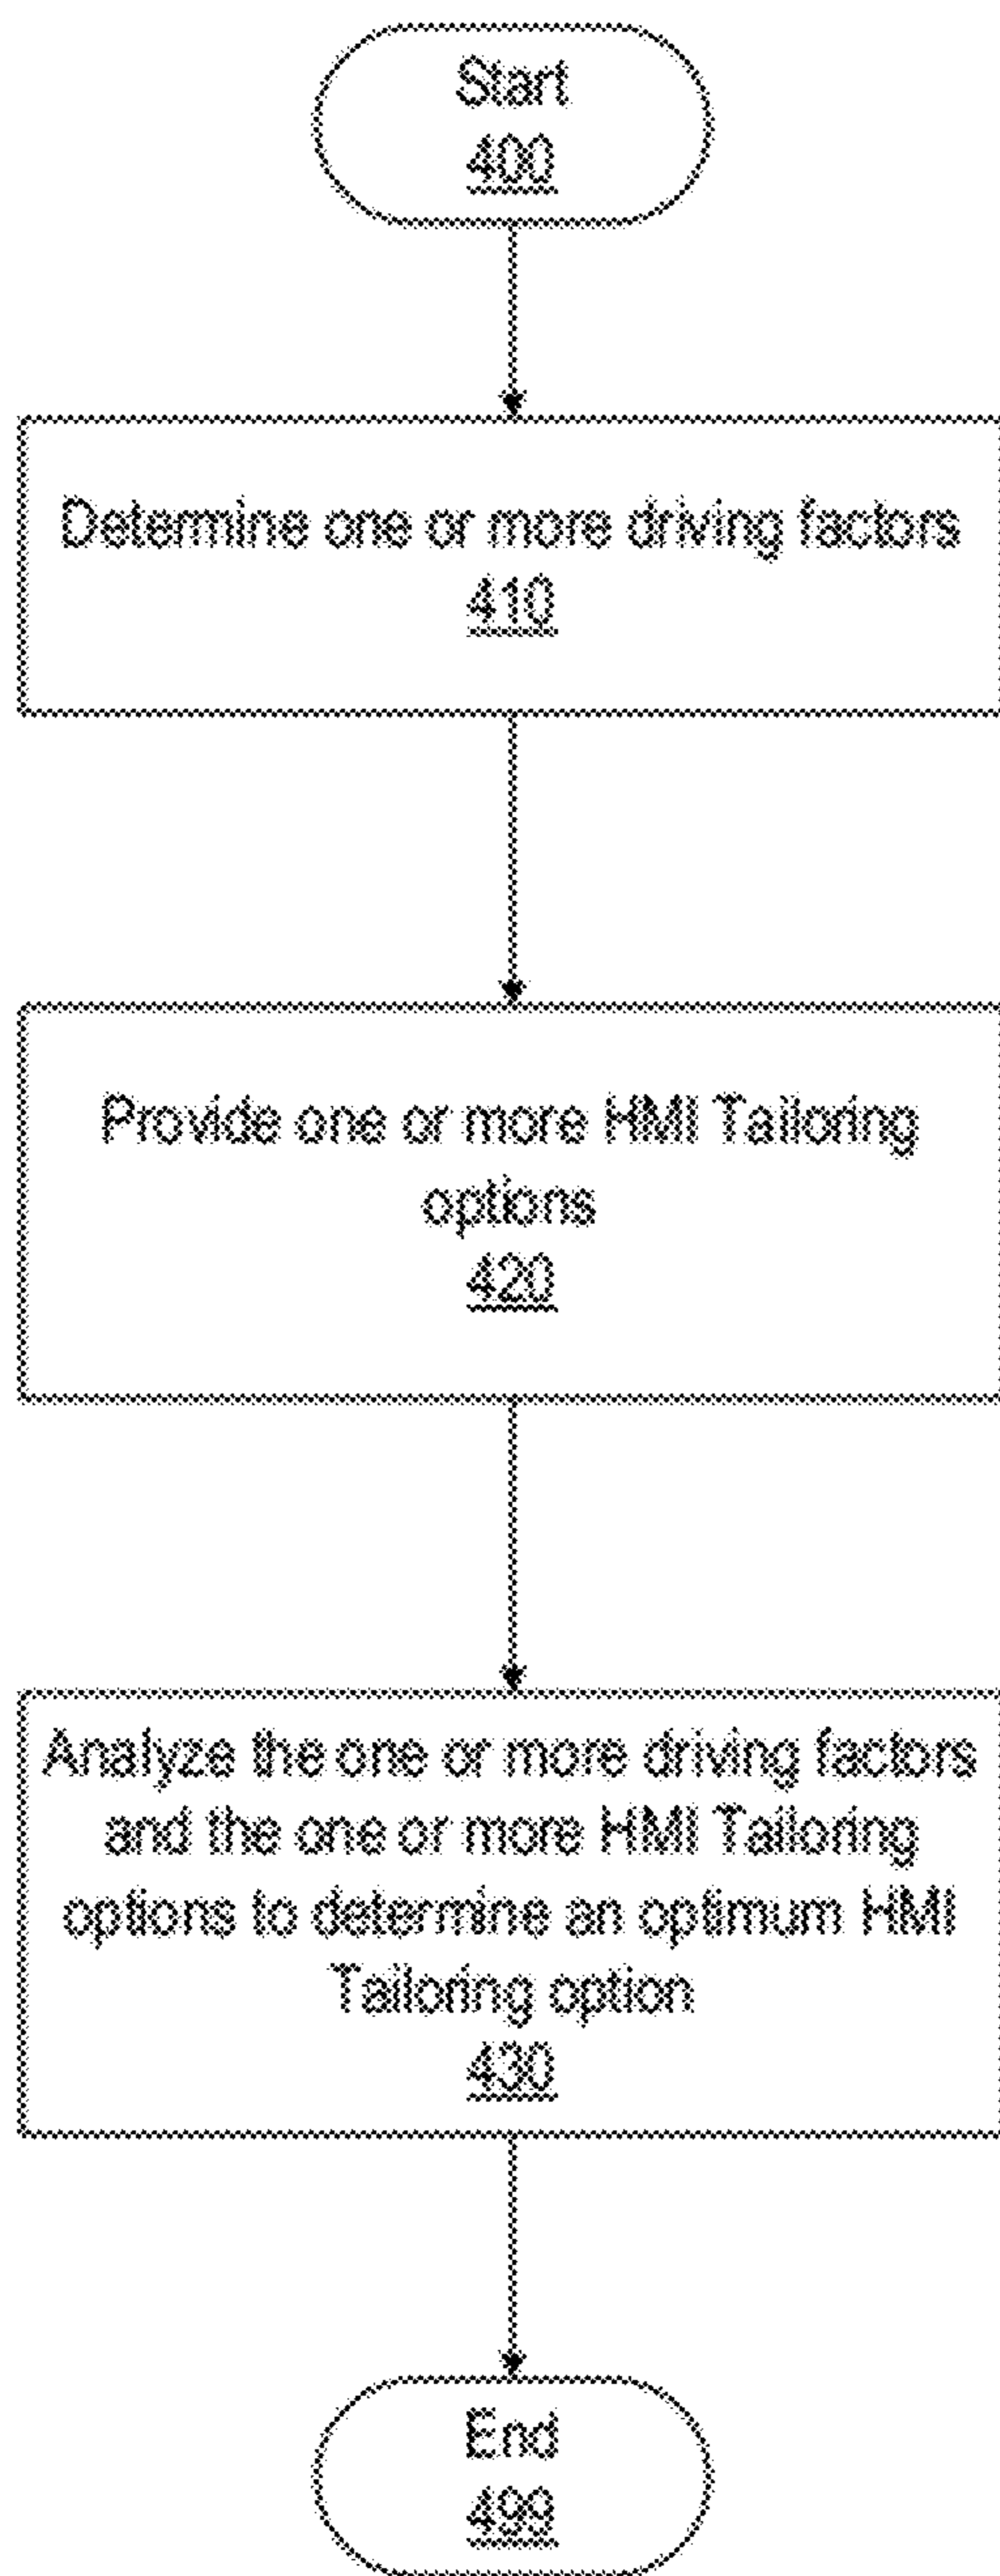 Start
400
Determine one or more driving factors
410
Provide one or more HMI Tailoring
options
420
Analyze the one or more driving factors
and the one or more HMI Tailoring
options to determine an optimum HMI
Tailoring option
430
End
499